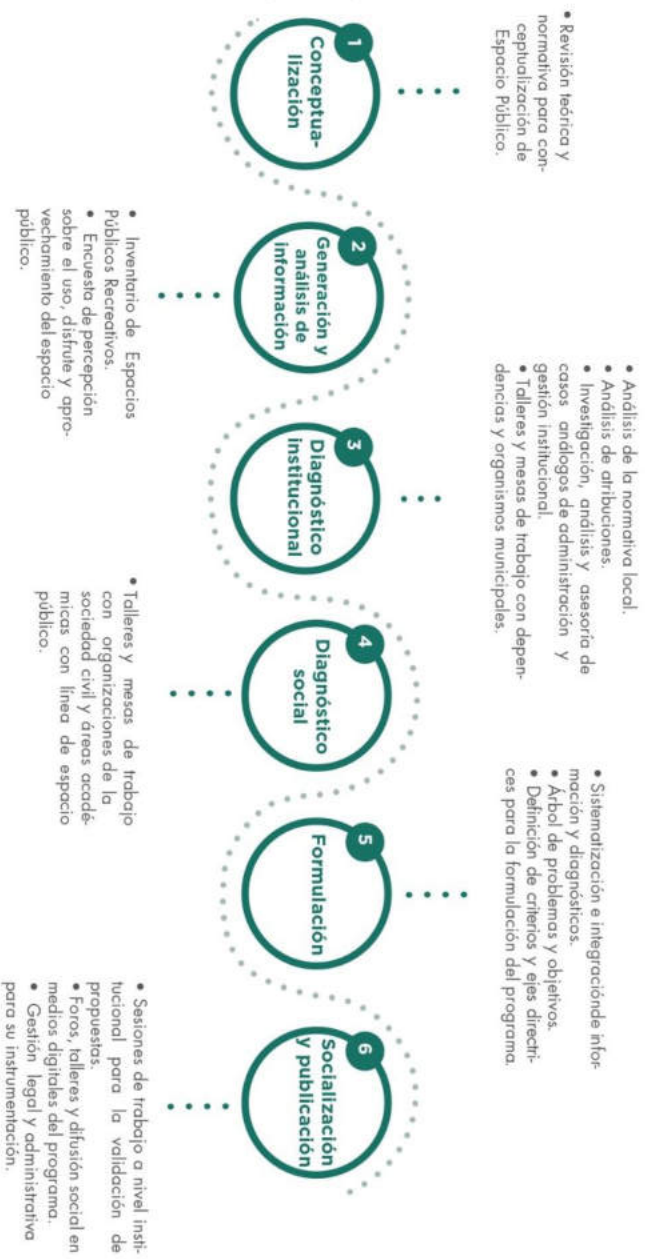 1
Conceptua-
lización
• Revisión teórica y
normativa para con-
ceptualización de
Espacio Público.
2
Generación y
análisis de
información
• Inventario de Espacios
Públicos Recreativos.
• Encuesta de percepción
sobre el uso, disfrute y apro-
vechamiento del espacio
público.
3
Diagnóstico
institucional
• Análisis de la normativa local.
• Análisis de atribuciones.
• Investigación, análisis y asesoría de
casos análogos de administración y
gestión institucional.
• Talleres y mesas de trabajo con depen-
dencias y organismos municipales.
4
Diagnóstico
social
• Talleres y mesas de trabajo
con organizaciones de la
sociedad civil y áreas acadé-
micas con línea de espacio
público.
5
Formulación
• Sistematización e integraciónde infor-
mación y diagnósticos.
• Árbol de problemas y objetivos.
• Definición de criterios y ejes directri-
ces para la formulación del programa.
6
Socialización
y publicación
• Sesiones de trabajo a nivel insti-
tucional para la validación de
propuestas.
• Foros, talleres y difusión social en
medios digitales del programa.
• Gestión legal y administrativa
para su instrumentación.